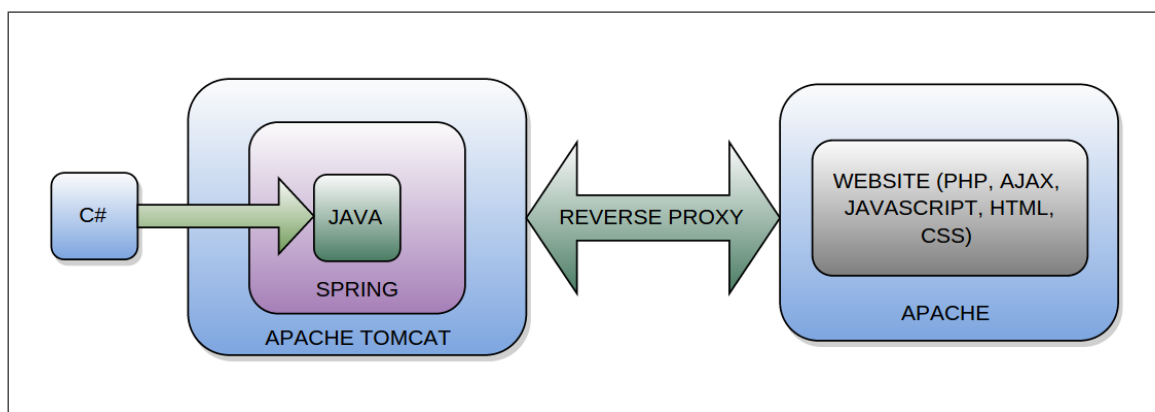 C#
JAVA
SPRING
APACHE TOMCAT
REVERSE PROXY
WEBSITE (PHP, AJAX,
JAVASCRIPT, HTML,
CSS)
APACHE